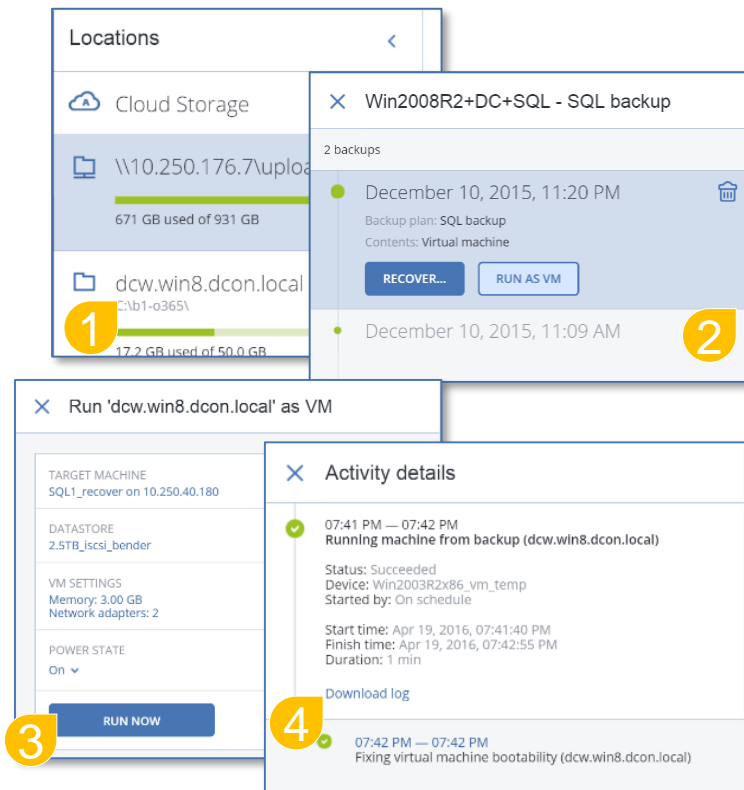 Locations
Cloud Storage
\\10.250.176.7\uploa
671 GB used of 931 GB
dcw.win8.dcon.local
C:\b1-o365\
17.2 GB used of 50.0 GB
1
Win2008R2+DC+SQL - SQL backup
2 backups
December 10, 2015, 11:20 PM
Backup plan: SQL backup
Contents: Virtual machine
RECOVER...
RUN AS VM
December 10, 2015, 11:09 AM
2
Run 'dcw.win8.dcon.local' as VM
TARGET MACHINE
SQL1_recover on 10.250.40.180
DATASTORE
2.5TB_iscsi_bender
VM SETTINGS
Memory: 3.00 GB
Network adapters: 2
POWER STATE
On
RUN NOW
3
Activity details
07:41 PM — 07:42 PM
Running machine from backup (dcw.win8.dcon.local)
Status: Succeeded
Device: Win2003R2x86_vm_temp
Started by: On schedule
Start time: Apr 19, 2016, 07:41:40 PM
Finish time: Apr 19, 2016, 07:42:55 PM
Duration: 1 min
Download log
4
07:42 PM — 07:42 PM
Fixing virtual machine bootability (dcw.win8.dcon.local)